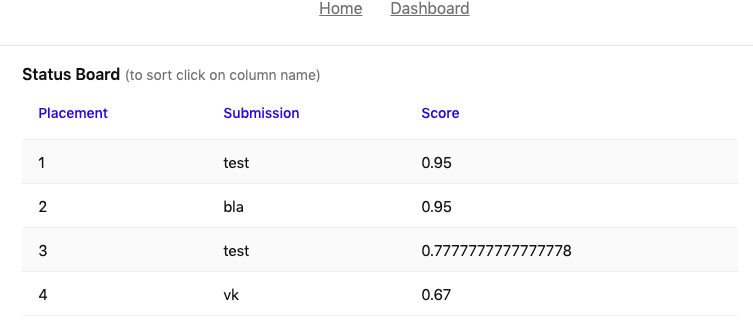 Home Dashboard
Status Board (to sort click on column name)
Placement Submission Score
1 test 0.95
2 bla 0.95
3 test 0.7777777777777778
4 vk 0.67